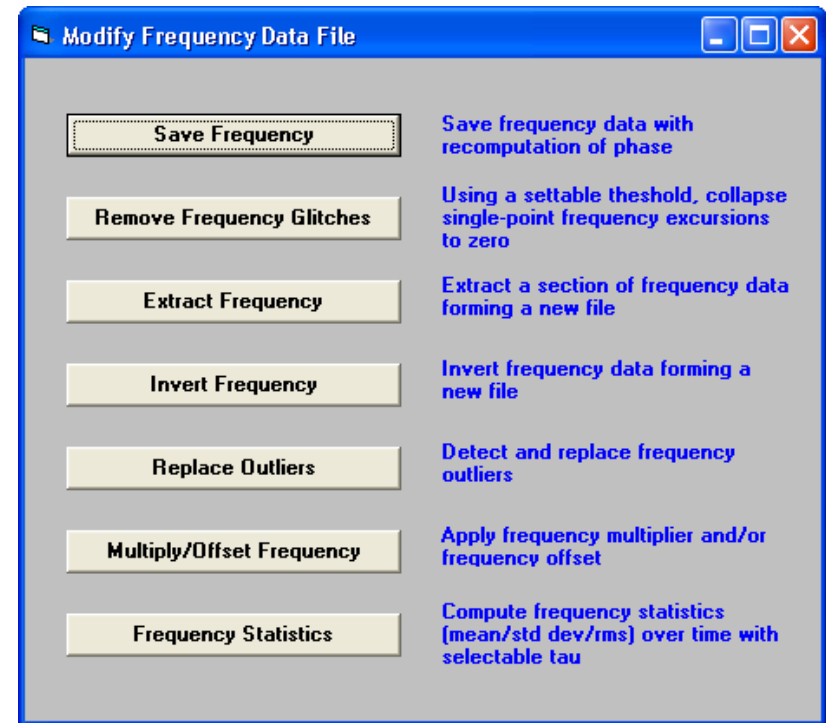 Modify Frequency Data File
Save Frequency
Save frequency data with
recomputation of phase
Remove Frequency Glitches
Using a settable theshold, collapse
single-point frequency excursions
to zero
Extract Frequency
Extract a section of frequency data
forming a new file
Invert Frequency
Invert frequency data forming a
new file
Replace Outliers
Detect and replace frequency
outliers
Multiply/Offset Frequency
Apply frequency multiplier and/or
frequency offset
Frequency Statistics
Compute frequency statistics
(mean/std dev/rms) over time with
selectable tau